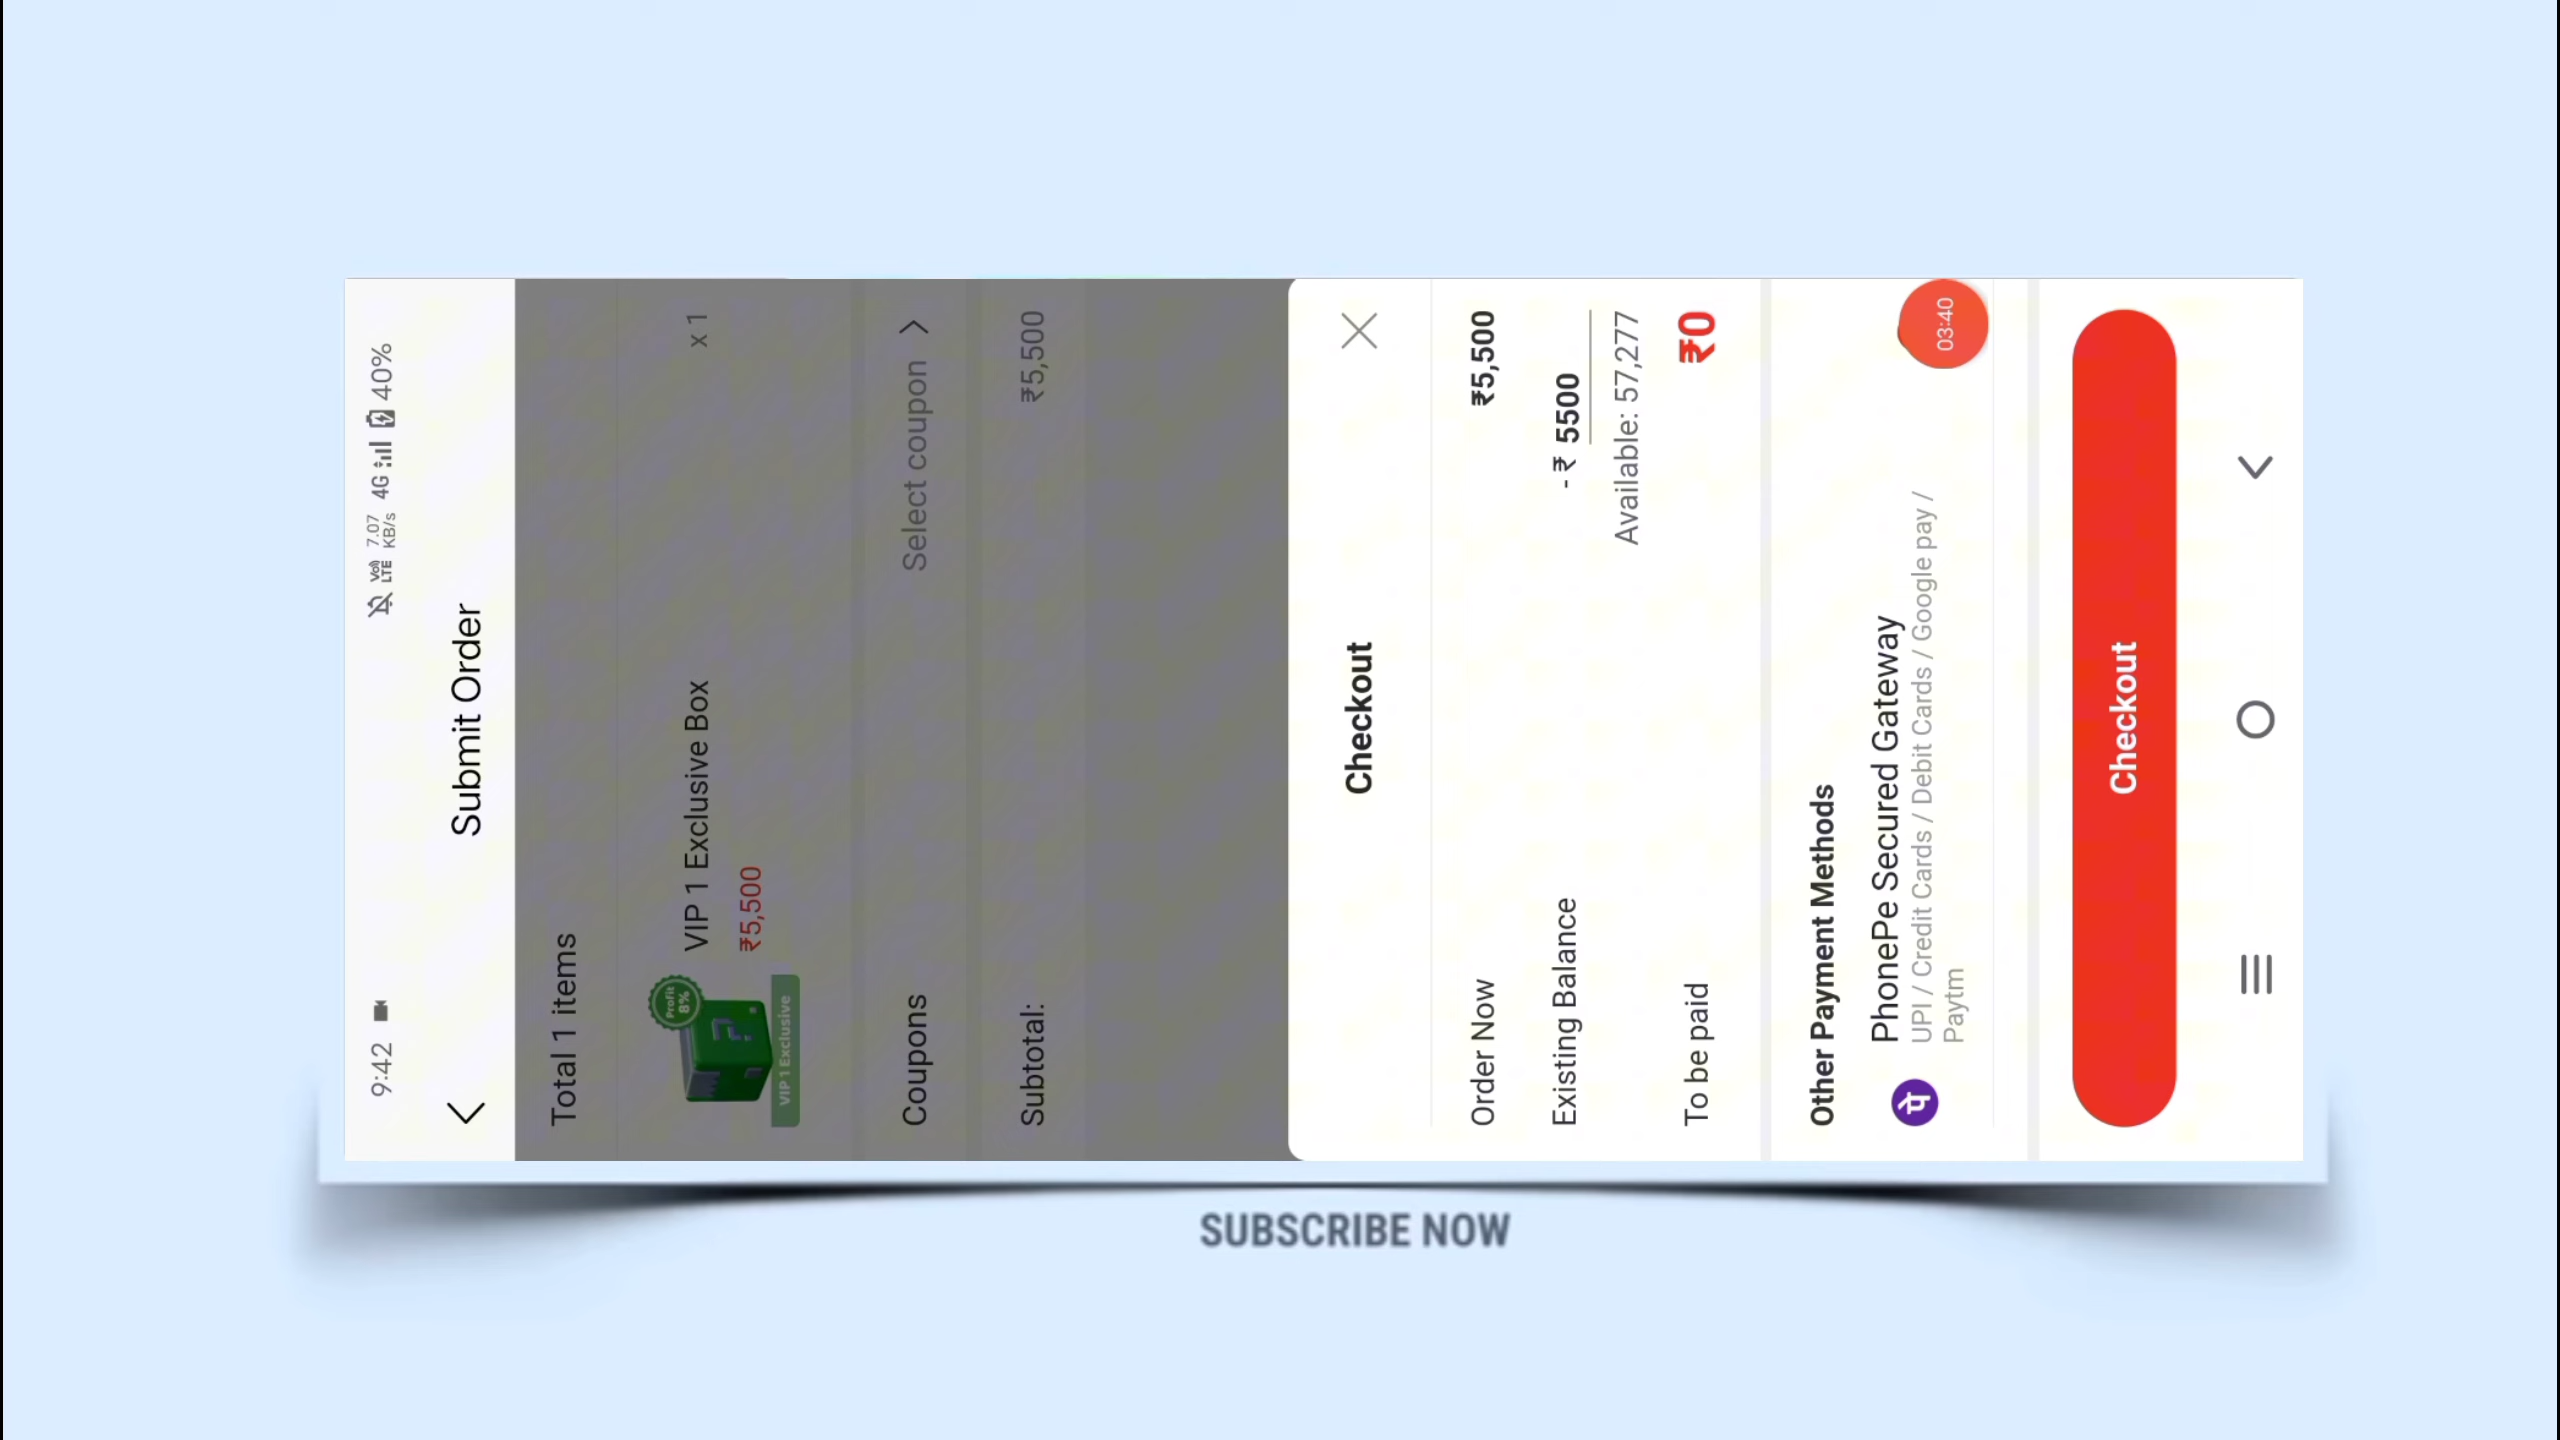 9:42 VoD LTE 7.07 KB/s 4G 40%
Submit Order
Total 1 items
Profit 8%
VIP 1 Exclusive
VIP 1 Exclusive Box x 1
₹5,500
Coupons Select coupon >
Subtotal: ₹5,500
Checkout
Order Now ₹5,500
Existing Balance - ₹ 5500
Available: 57,277
To be paid ₹0
Other Payment Methods
पे PhonePe Secured Gateway
UPI / Credit Cards / Debit Cards / Google pay /
Paytm
03:40
Checkout
SUBSCRIBE NOW